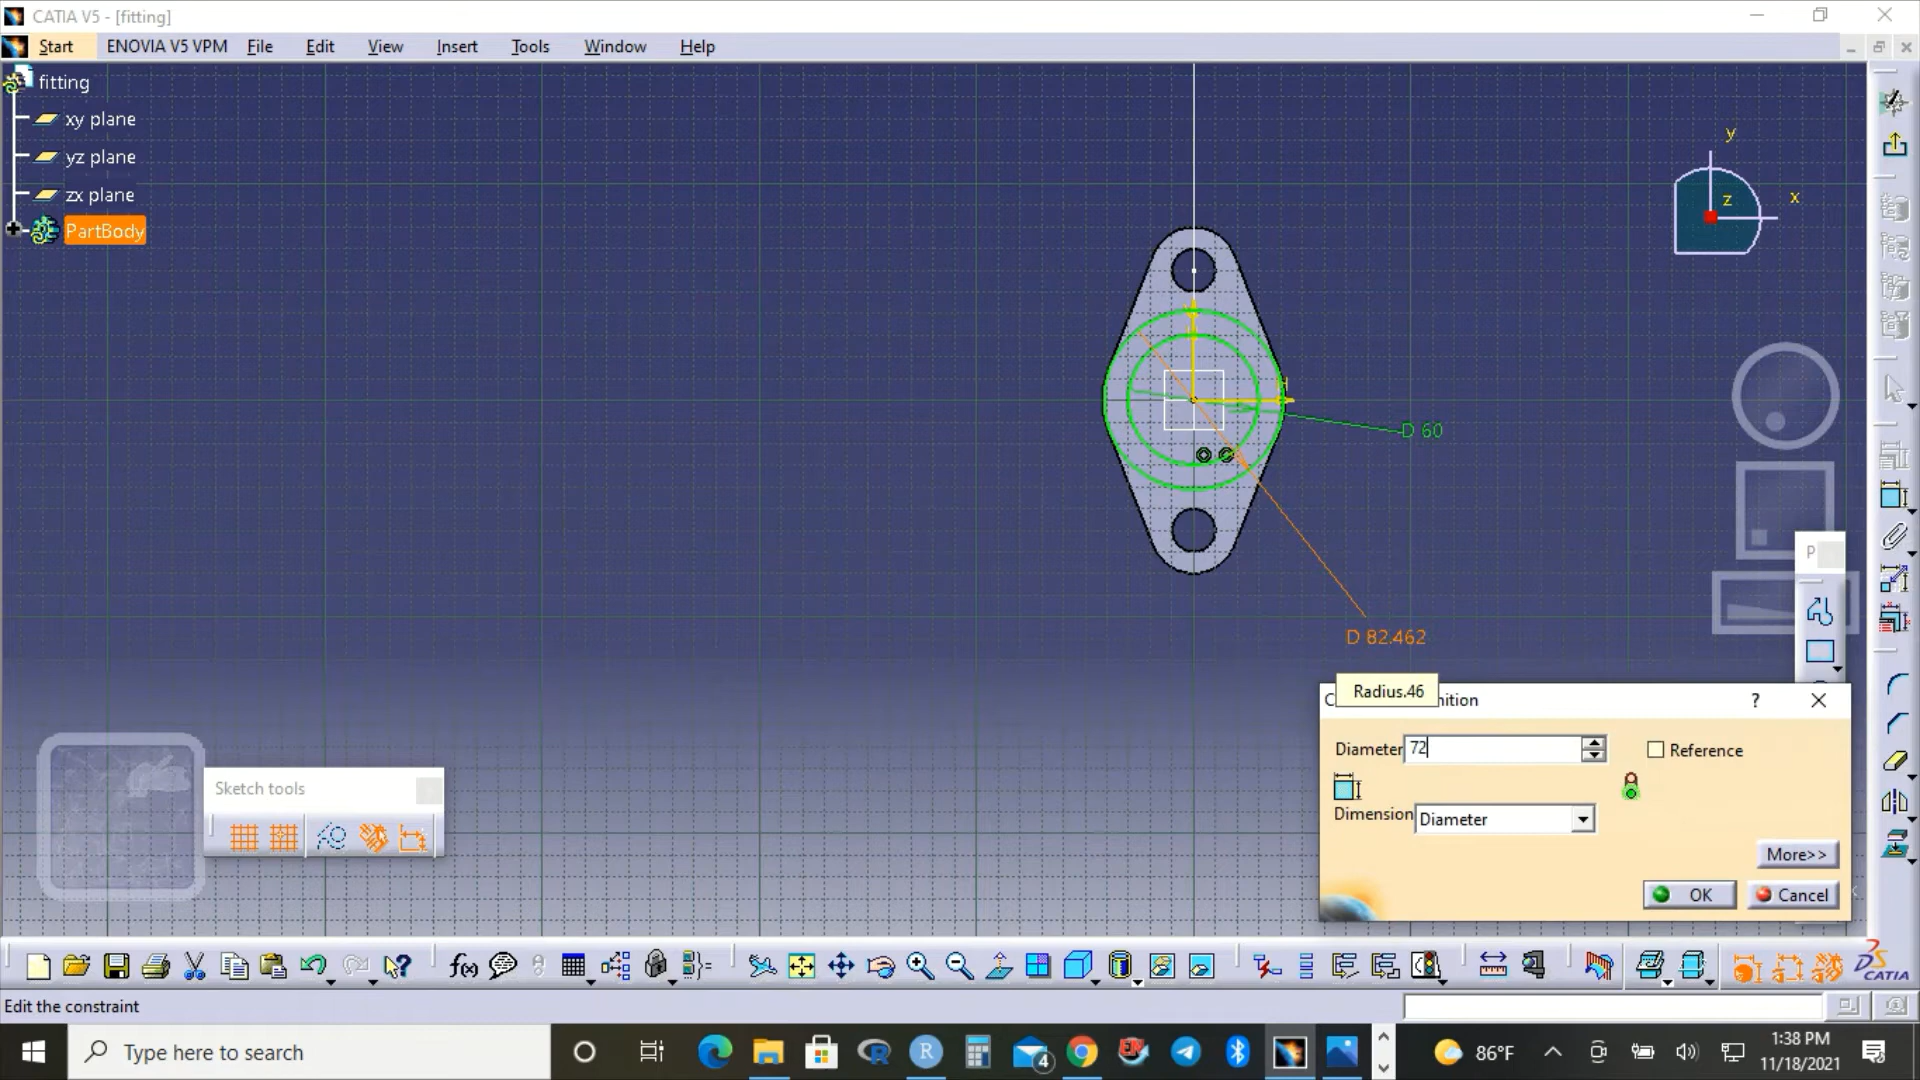 CATIA V5 - [fitting]
Start ENOVIA V5 VPM File Edit View Insert Tools Window Help
fitting
xy plane
yz plane
zx plane
PartBody
y
x
z
H
D 60
D 82.462
P
Radius.46
C nition ?
Diameter 72 Reference
Dimension Diameter
More>>
OK Cancel
Sketch tools
f(x)
CATIA
Edit the constraint
Type here to search
R
R
4
86°F
1:38 PM
11/18/2021